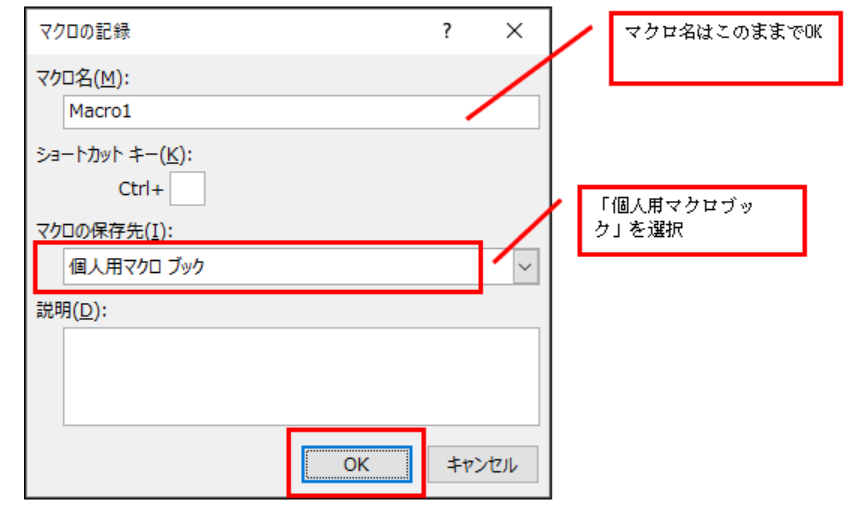 マクロの記録 ? ×
マクロ名はこのままでOK
マクロ名(M):
Macro1
ショートカット キー(K):
Ctrl+
「個人用マクロブッ
ク」を選択
マクロの保存先(I):
個人用マクロ ブック
説明(D):
OK キャンセル